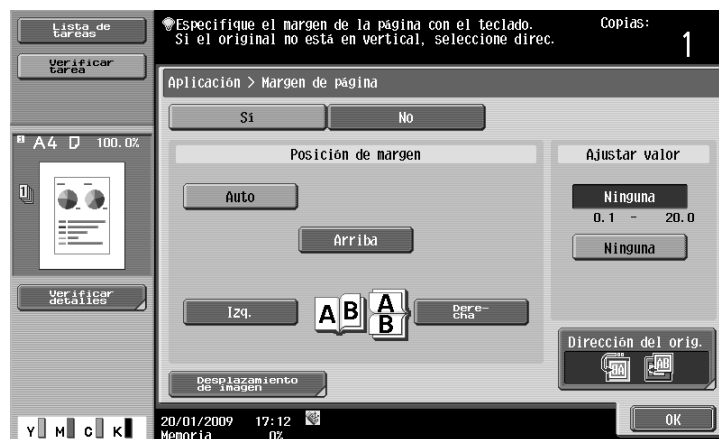 Lista de
tareas
Verificar
tarea
Especifique el margen de la página con el teclado.
Si el original no está en vertical, seleccione direc.
Copias:
1
Aplicación > Margen de página
Sí
No
A4 100.0%
Posición de margen
Ajustar valor
Auto
Ninguna
0.1 - 20.0
Arriba
Ninguna
Verificar
detalles
Izq.
A B
A
B
Dere-
cha
Dirección del orig.
AB
AB
Desplazamiento
de imagen
Y M C K
20/01/2009 17:12
Memoria 0%
OK